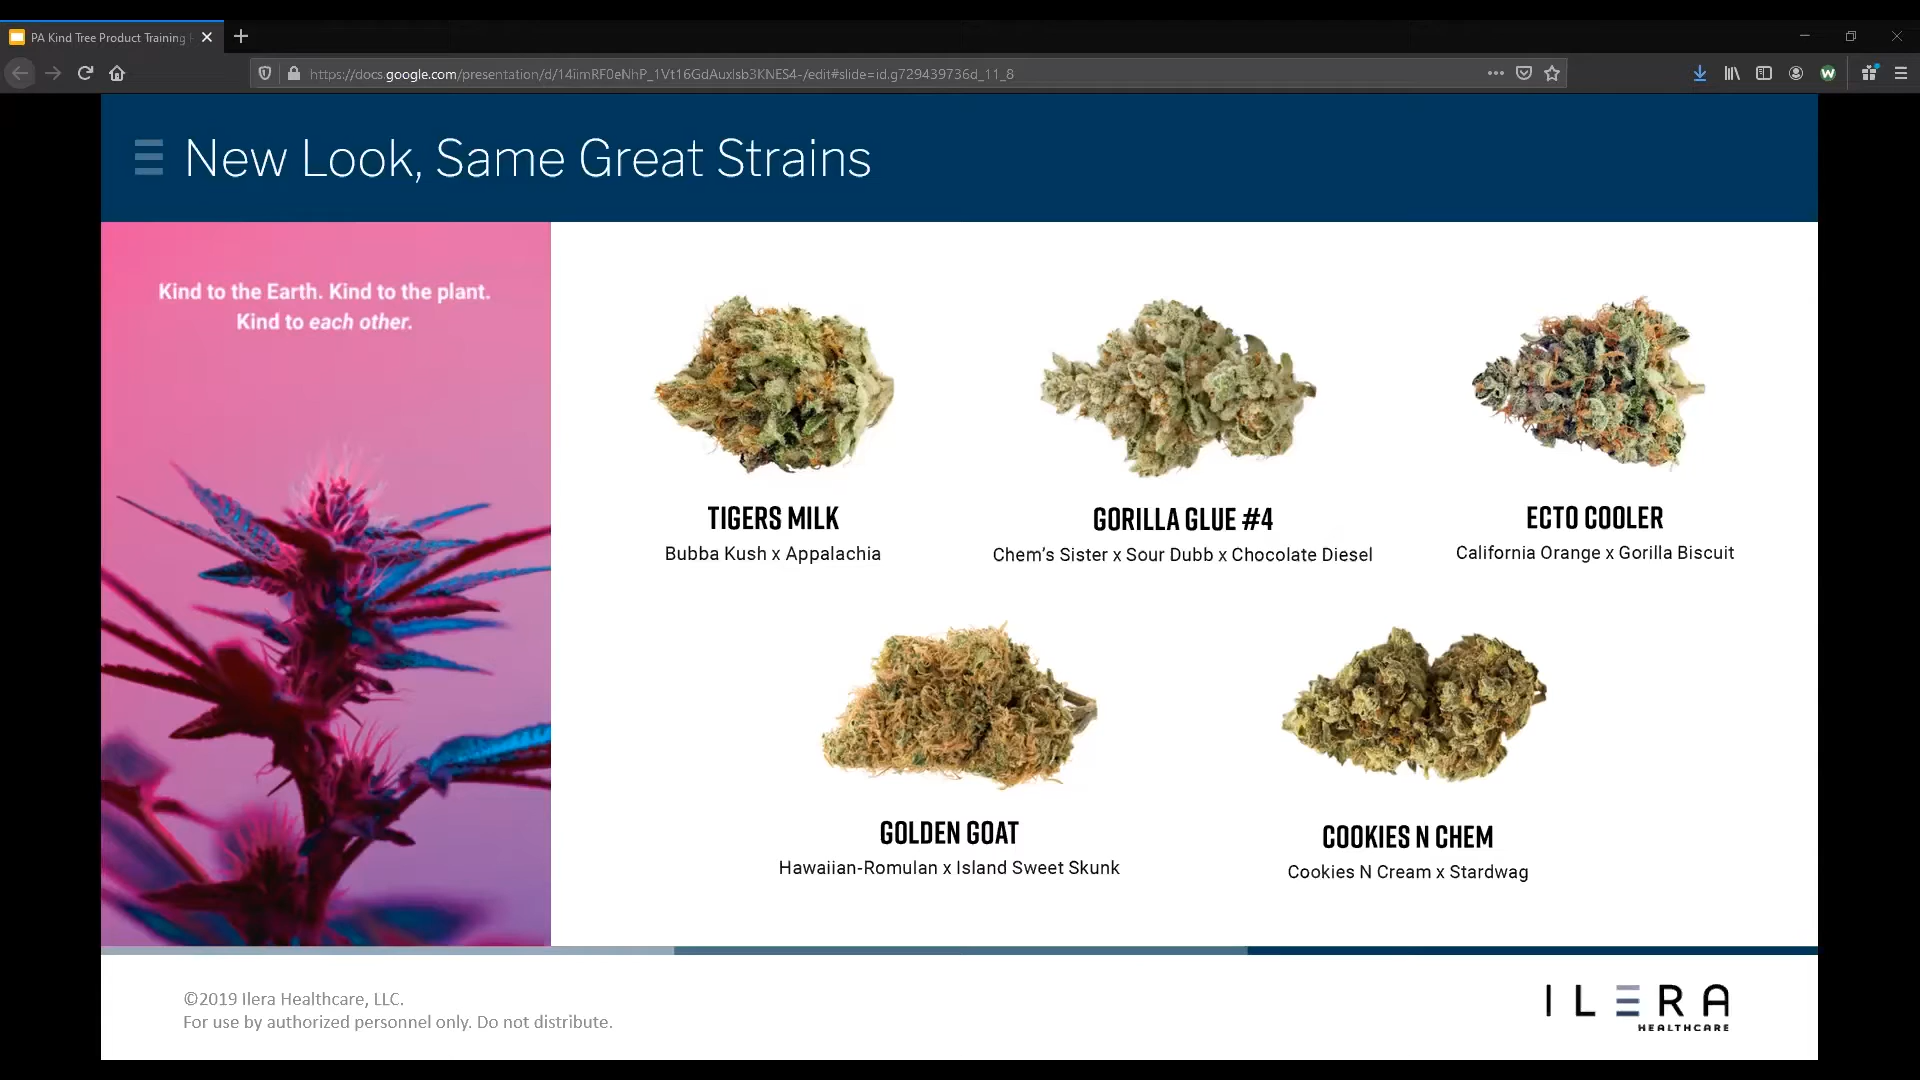 PA Kind Tree Product Training
https://docs.google.com/presentation/d/14iimRF0eNhP_1Vt16GdAuxlsb3KNES4-/edit#slide=id.g729439736d_11_8
W
New Look, Same Great Strains
Kind to the Earth. Kind to the plant.
Kind to each other.
TIGERS MILK
Bubba Kush x Appalachia
GORILLA GLUE #4
Chem's Sister x Sour Dubb x Chocolate Diesel
ECTO COOLER
California Orange x Gorilla Biscuit
GOLDEN GOAT
Hawaiian-Romulan x Island Sweet Skunk
COOKIES N CHEM
Cookies N Cream x Stardwag
©2019 Ilera Healthcare, LLC.
For use by authorized personnel only. Do not distribute.
ILERA
HEALTHCARE